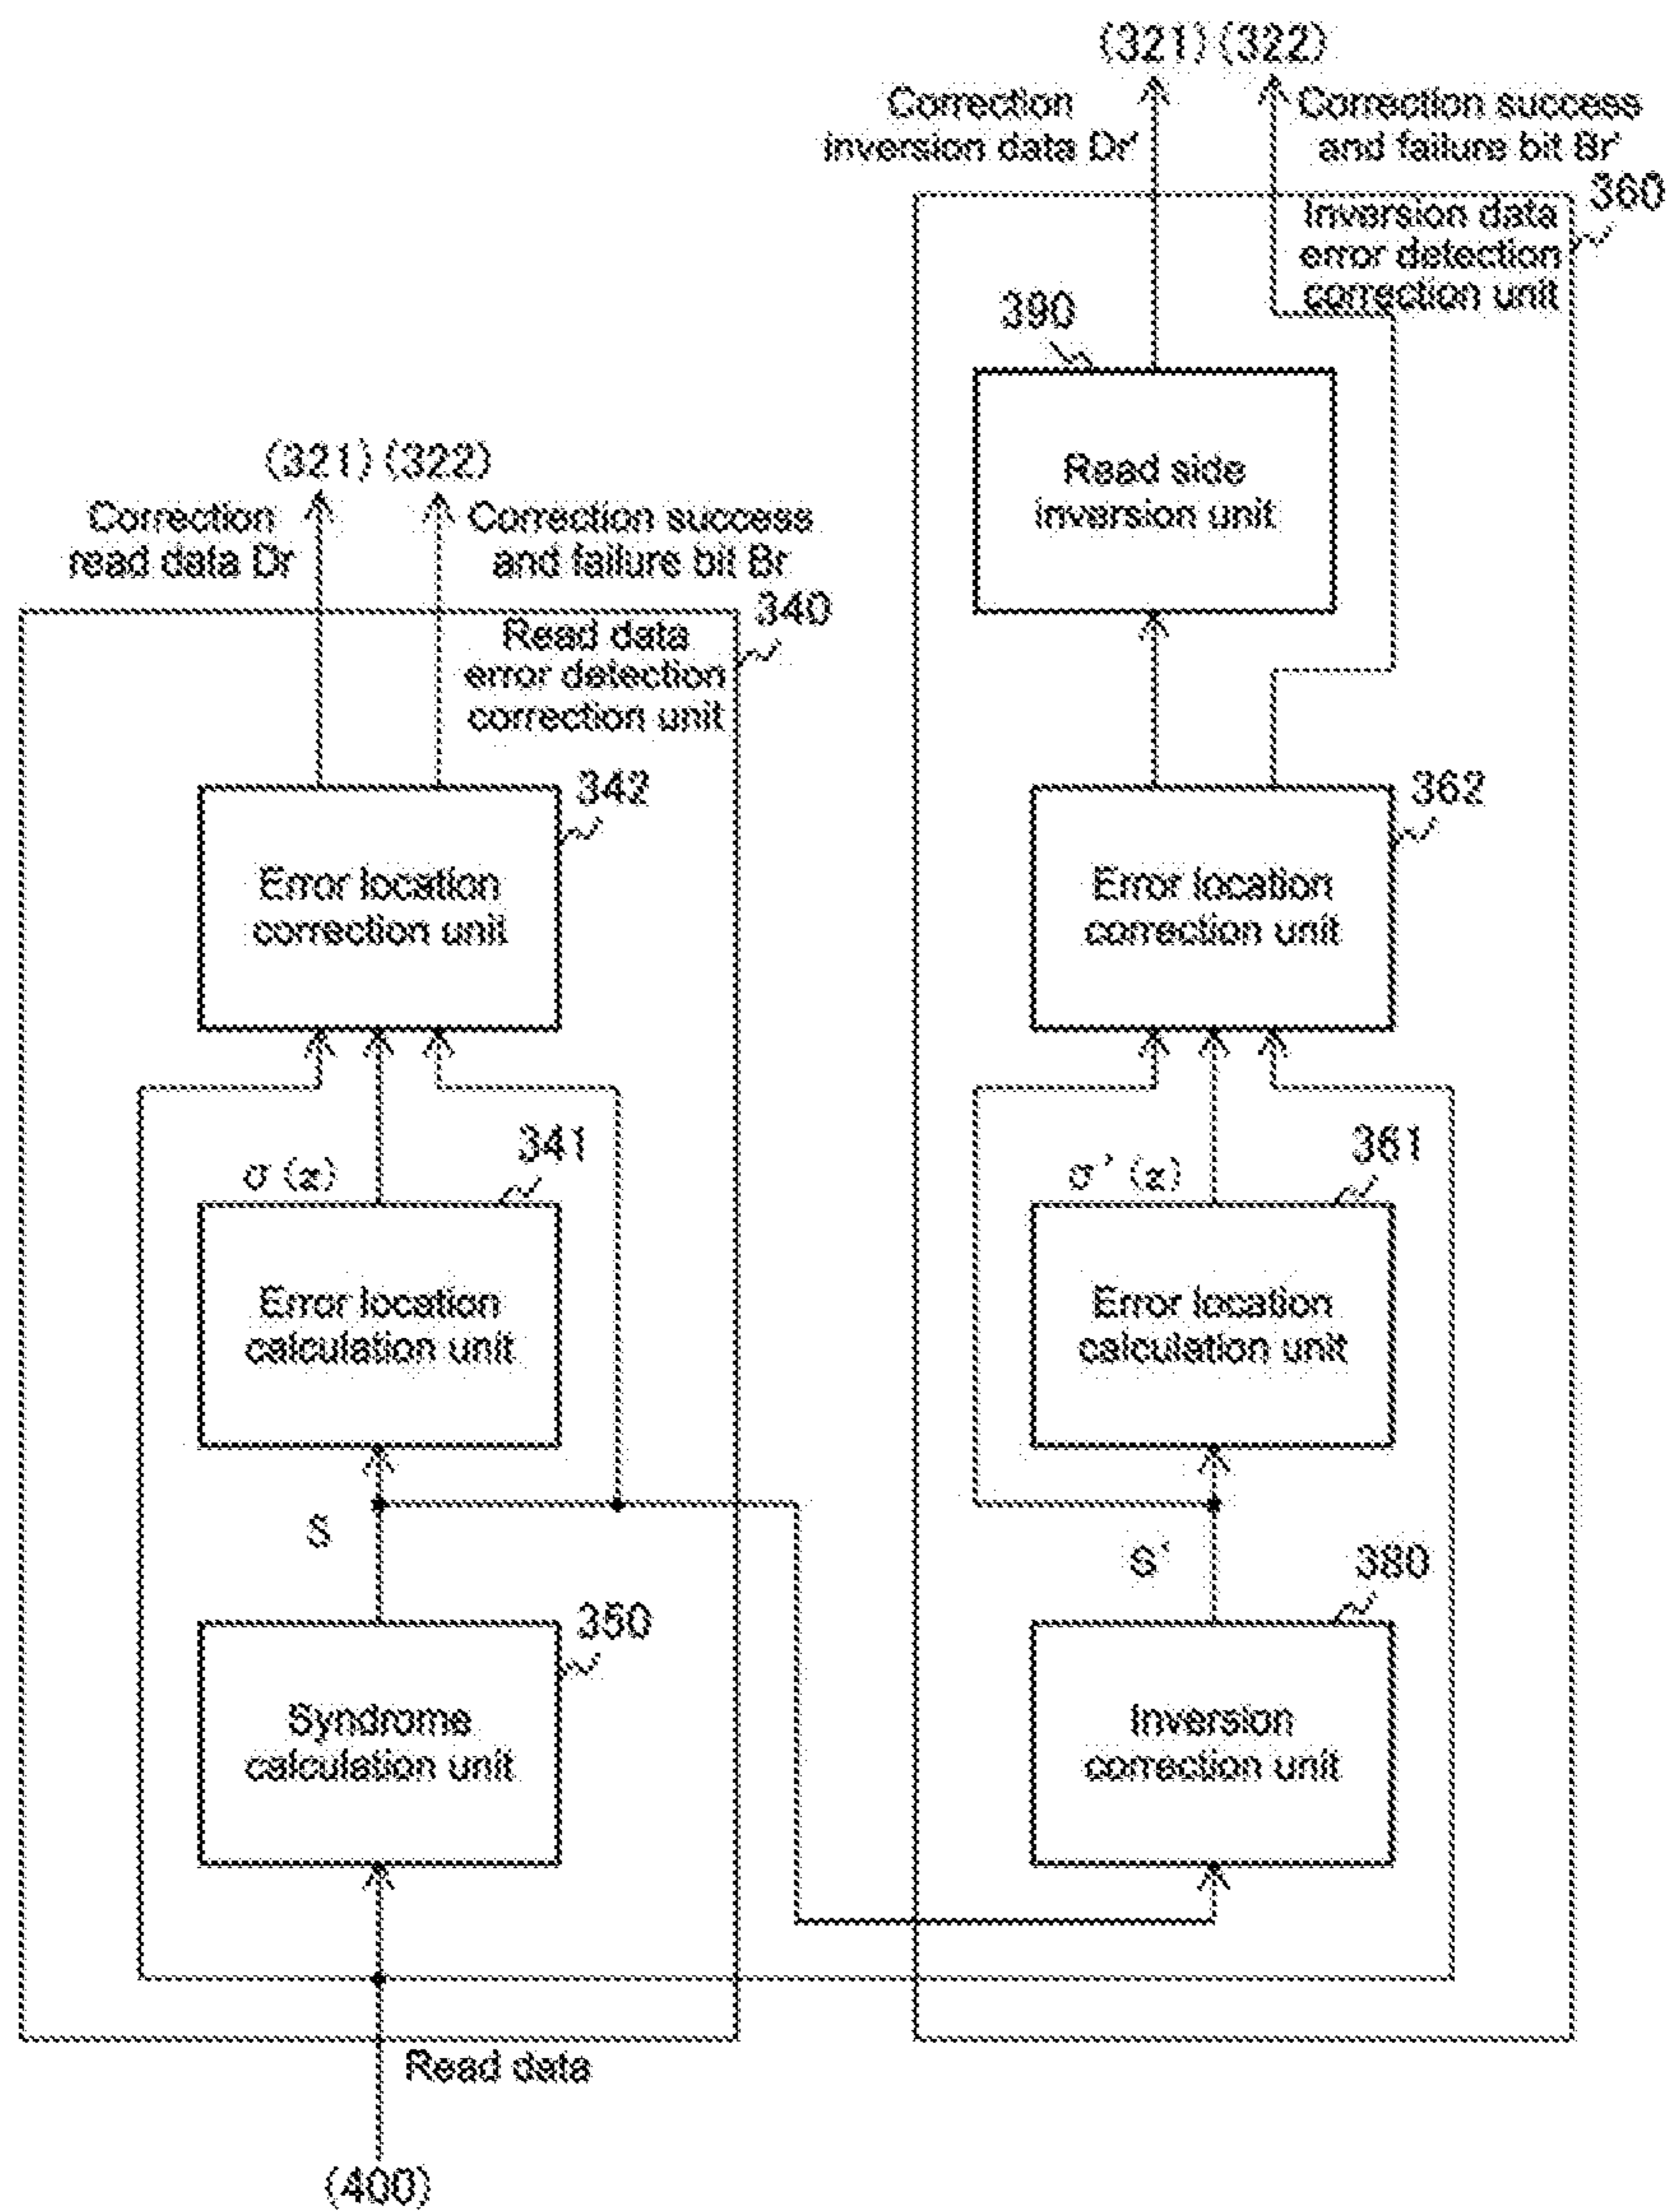 (321) (322)
Correction
inversion data Dr'
Correction success
and failure bit Br'
360
Inversion data
error detection
correction unit
390
Read side
inversion unit
(321) (322)
Correction
read data Dr
Correction success
and failure bit Br
340
Read data
error detection
correction unit
342
Error location
correction unit
362
Error location
correction unit
σ (z)
341
Error location
calculation unit
σ' (z)
361
Error location
calculation unit
S
350
Syndrome
calculation unit
S'
380
Inversion
correction unit
Read data
(400)